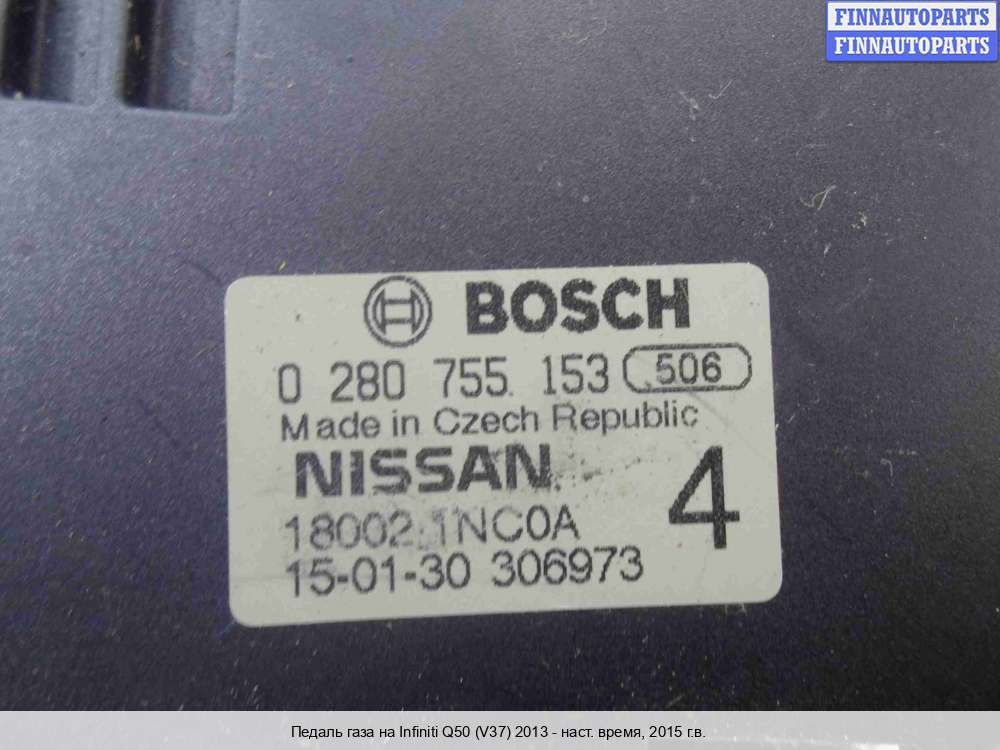 FINNAUTOPARTS
FINNAUTOPARTS
BOSCH
0 280 755 153 506
Made in Czech Republic
NISSAN
4
18002 1NC0A
15-01-30 306973
Педаль газа на Infiniti Q50 (V37) 2013 - наст. время, 2015 г.в.